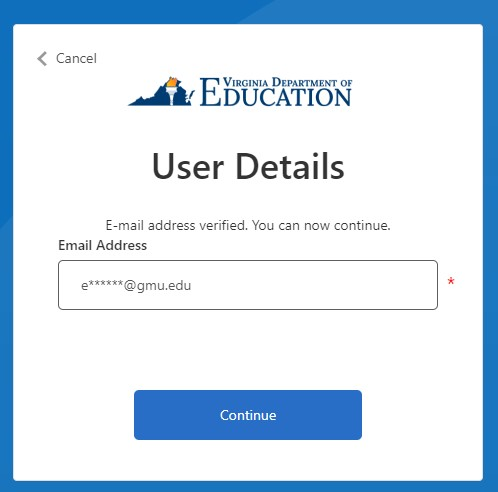 Cancel
VIRGINIA DEPARTMENT OF
EDUCATION
User Details
E-mail address verified. You can now continue.
Email Address
e******@gmu.edu
*
Continue